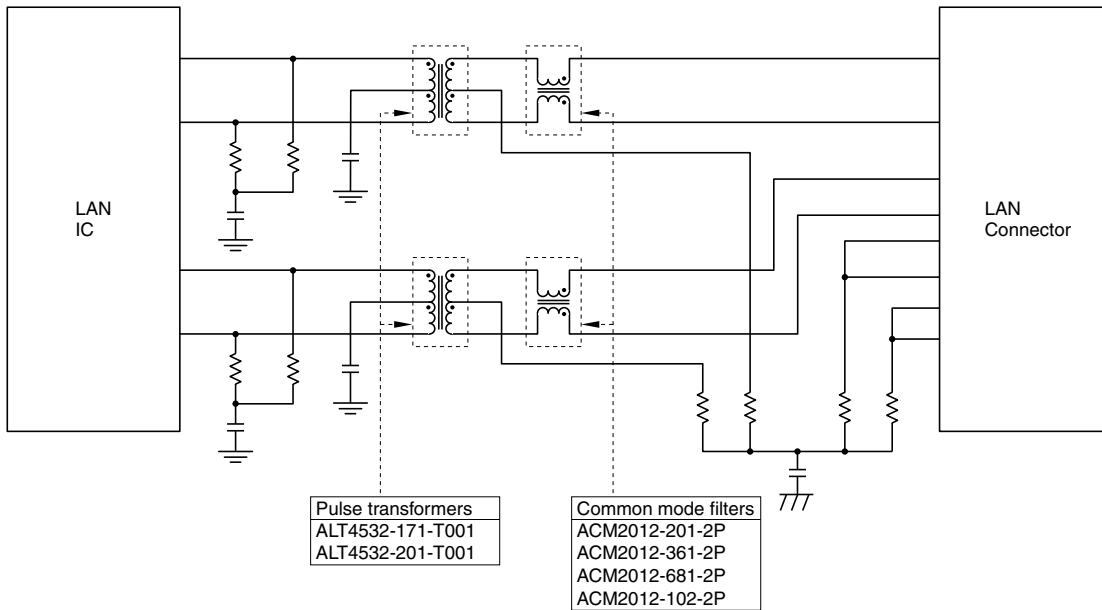 LAN
IC
LAN
Connector
Pulse transformers
ALT4532-171-T001
ALT4532-201-T001
Common mode filters
ACM2012-201-2P
ACM2012-361-2P
ACM2012-681-2P
ACM2012-102-2P